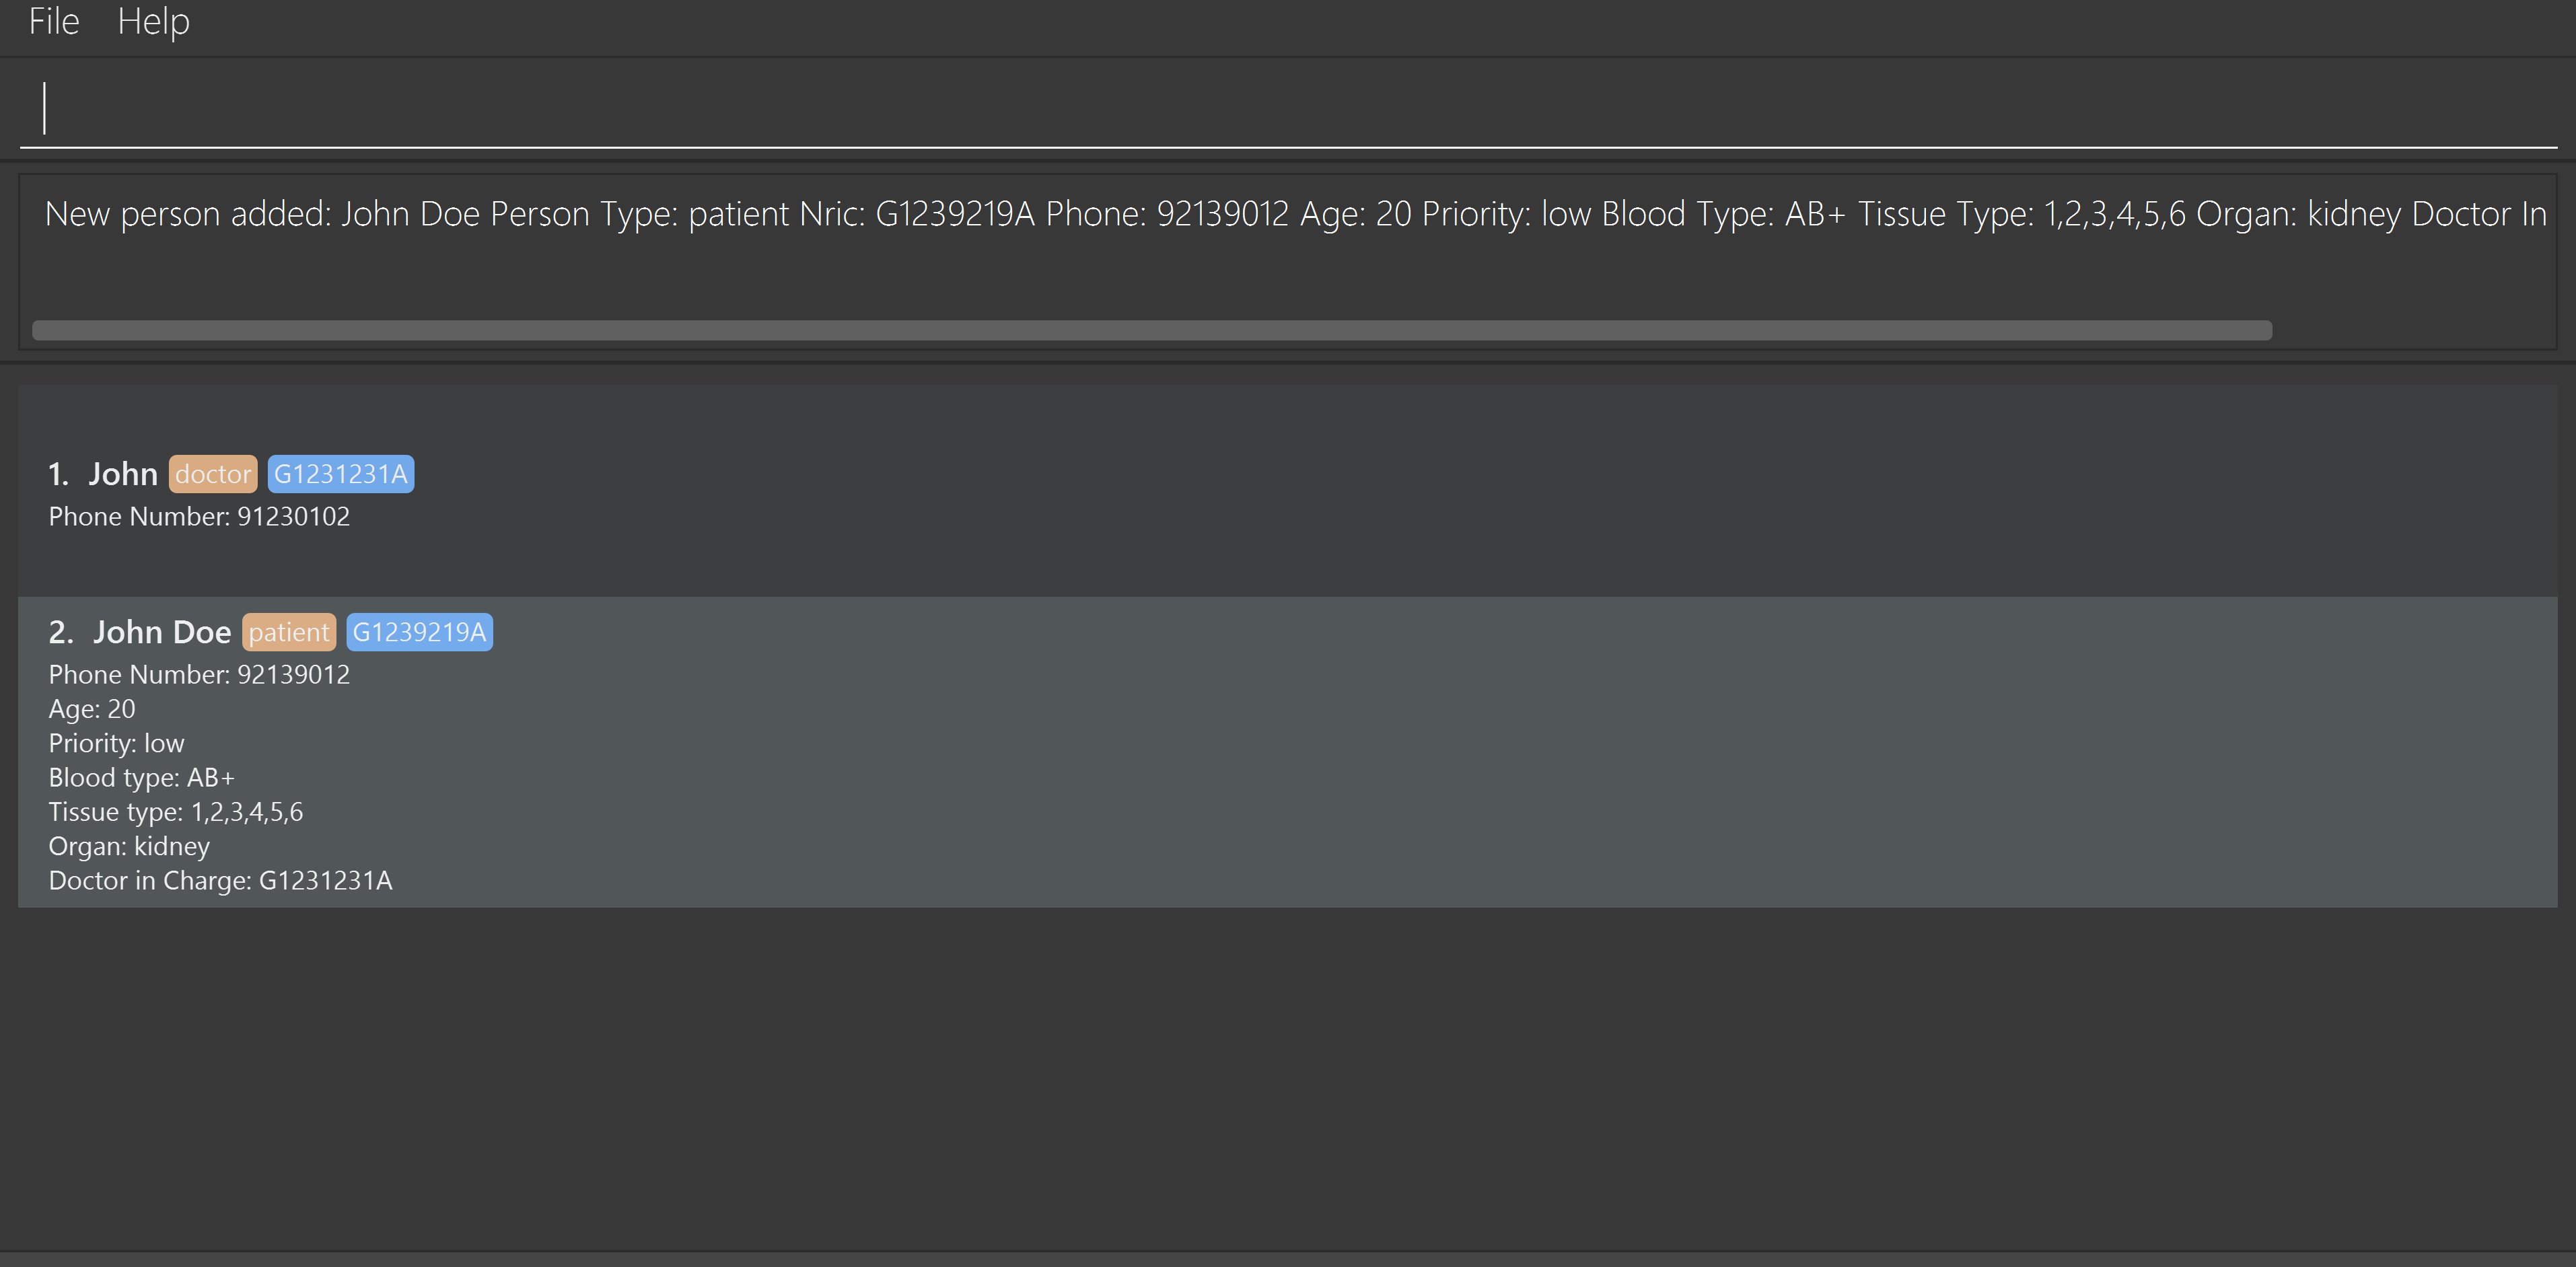 File Help
New person added: John Doe Person Type: patient Nric: G1239219A Phone: 92139012 Age: 20 Priority: low Blood Type: AB+ Tissue Type: 1,2,3,4,5,6 Organ: kidney Doctor In
1. John doctor G1231231A
Phone Number: 91230102
2. John Doe patient G1239219A
Phone Number: 92139012
Age: 20
Priority: low
Blood type: AB+
Tissue type: 1,2,3,4,5,6
Organ: kidney
Doctor in Charge: G1231231A